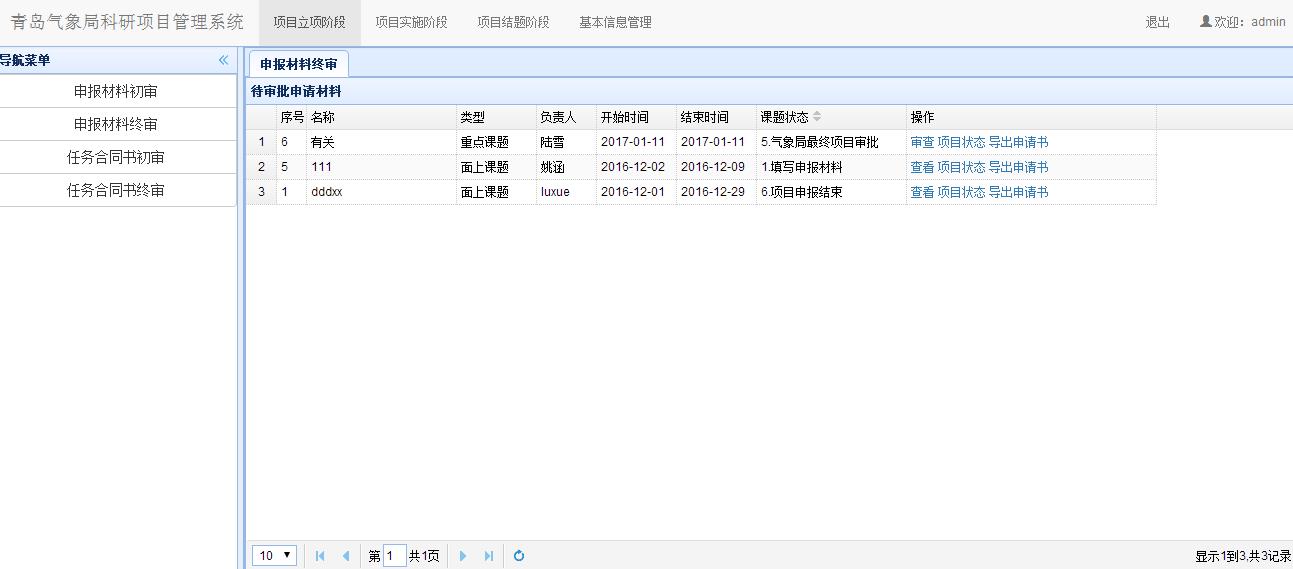 青岛气象局科研项目管理系统 项目立项阶段 项目实施阶段 项目结题阶段 基本信息管理 退出 欢迎：admin
导航菜单
申报材料初审
申报材料终审
任务合同书初审
任务合同书终审
申报材料终审
待审批申请材料
序号 名称 类型 负责人 开始时间 结束时间 课题状态 操作
1 6 有关 重点课题 陆雪 2017-01-11 2017-01-11 5.气象局最终项目审批 审查 项目状态 导出申请书
2 5 111 面上课题 姚涵 2016-12-02 2016-12-09 1.填写申报材料 查看 项目状态 导出申请书
3 1 dddxx 面上课题 luxue 2016-12-01 2016-12-29 6.项目申报结束 查看 项目状态 导出申请书
10 第 1 共1页 显示1到3,共3记录